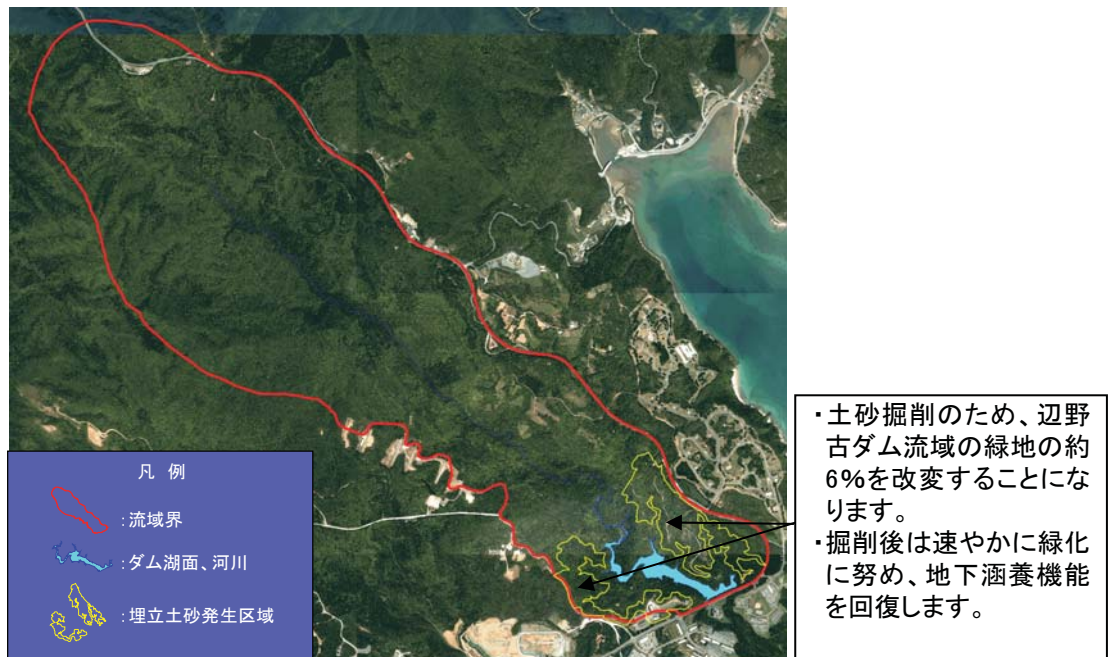 ・土砂掘削のため、辺野
古ダム流域の緑地の約
6%を改変することにな
ります。
・掘削後は速やかに緑化
に努め、地下涵養機能
を回復します。
凡 例
:流域界
:ダム湖面、河川
:埋立土砂発生区域